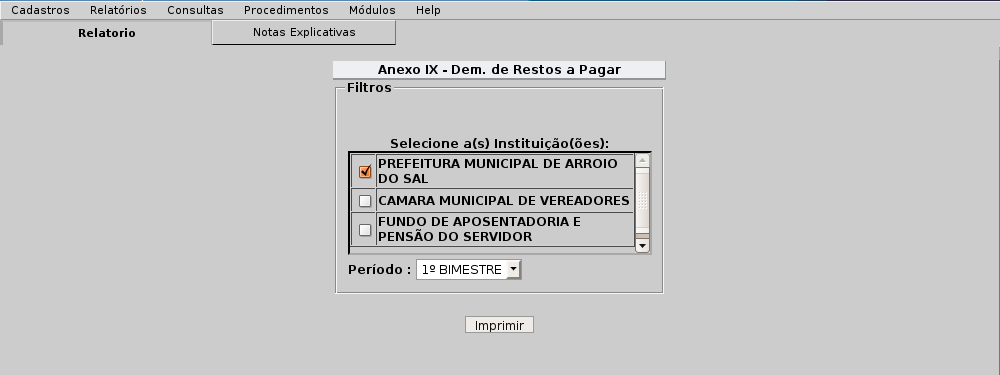 Cadastros Relatórios Consultas Procedimentos Módulos Help
Relatorio Notas Explicativas
Anexo IX - Dem. de Restos a Pagar
Filtros
Selecione a(s) Instituição(ões):
PREFEITURA MUNICIPAL DE ARROIO
DO SAL
CAMARA MUNICIPAL DE VEREADORES
FUNDO DE APOSENTADORIA E
PENSÃO DO SERVIDOR
Período : 1º BIMESTRE
Imprimir